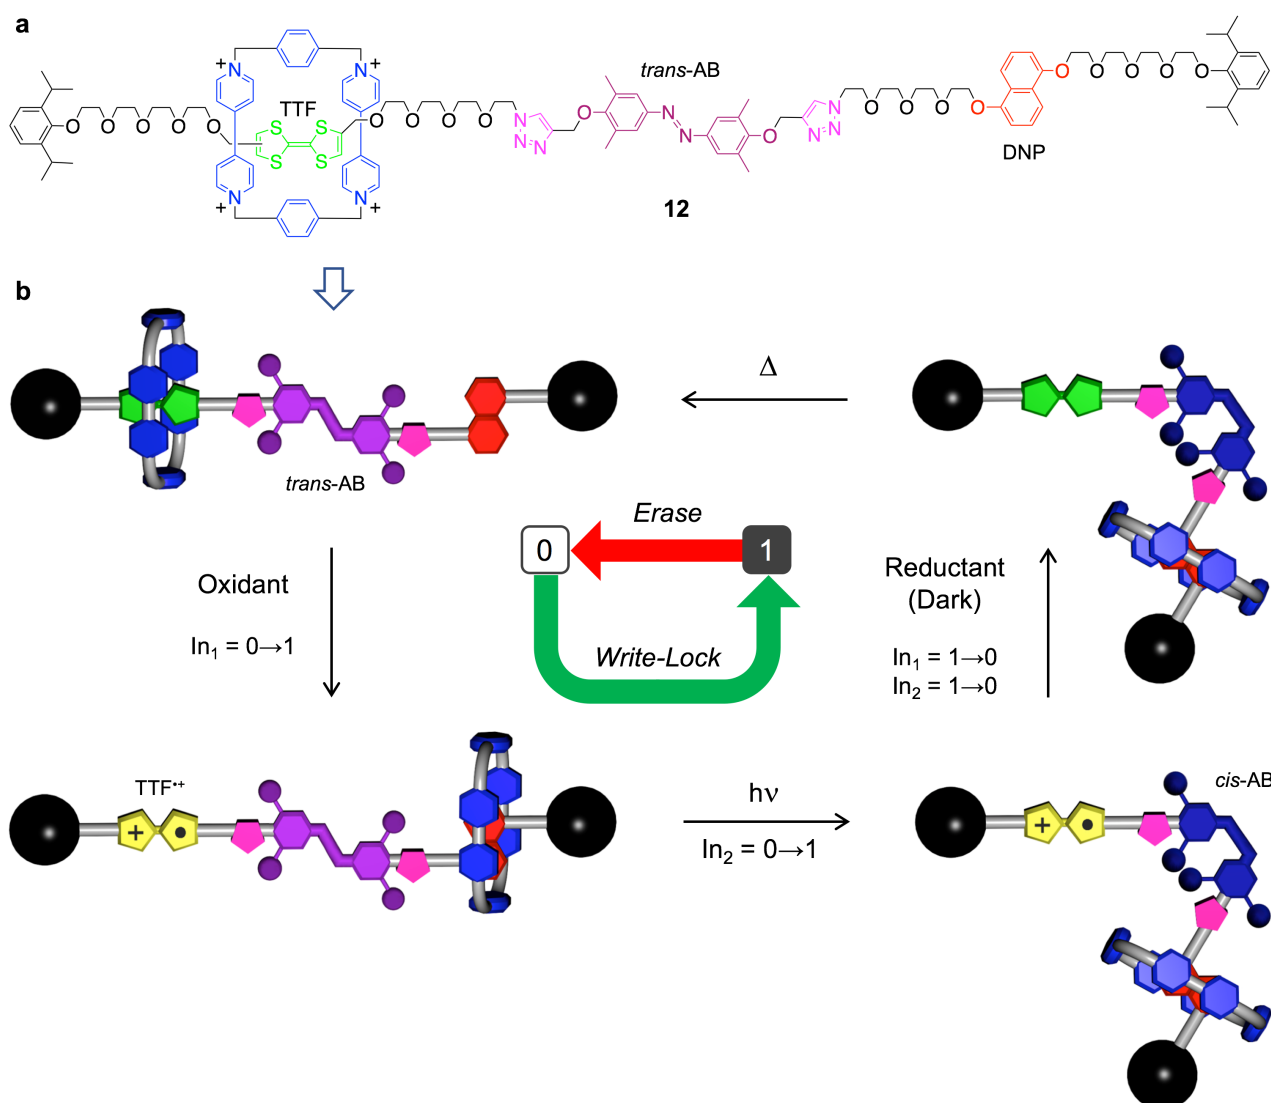 a
TTF
trans-AB
DNP
12
N
+
N
+
N
+
N
+
S
S
S
S
O
O
O
O
O
O
O
O
O
N
N
N
O
N
N
O
N
N
N
O
O
O
O
O
O
O
O
O
b
trans-AB
Δ
Erase
0
1
Write-Lock
Oxidant
In₁ = 0→1
Reductant
(Dark)
In₁ = 1→0
In₂ = 1→0
TTF•+
+
•
hν
In₂ = 0→1
+
•
cis-AB